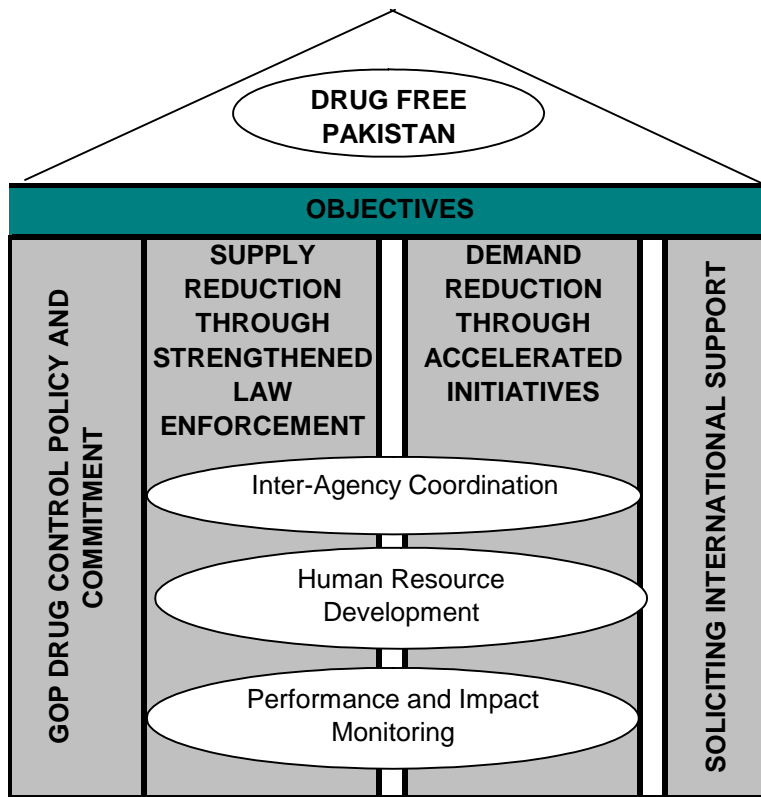 DRUG FREE
PAKISTAN
OBJECTIVES
GOP DRUG CONTROL POLICY AND
COMMITMENT
SUPPLY
REDUCTION
THROUGH
STRENGTHENED
LAW
ENFORCEMENT
DEMAND
REDUCTION
THROUGH
ACCELERATED
INITIATIVES
SOLICITING INTERNATIONAL SUPPORT
Inter-Agency Coordination
Human Resource
Development
Performance and Impact
Monitoring